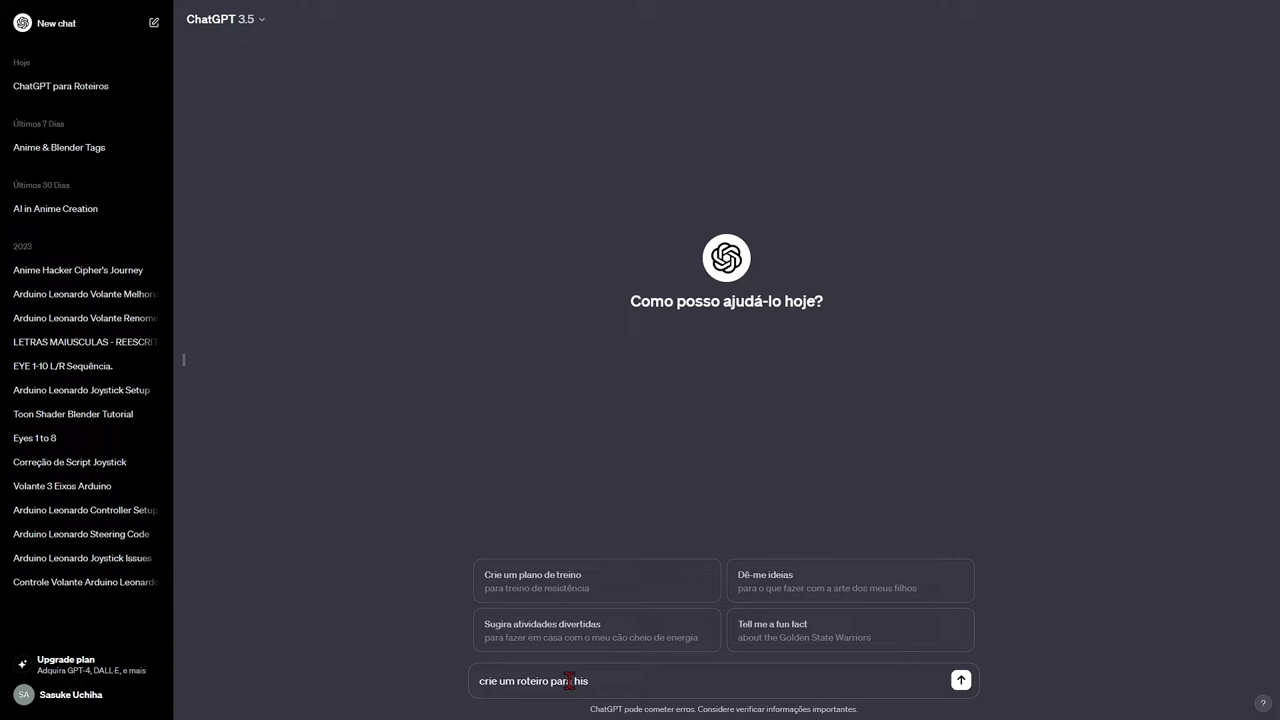 New chat
Hoje
ChatGPT para Roteiros
Últimos 7 Dias
Anime & Blender Tags
Últimos 30 Dias
AI in Anime Creation
2023
Anime Hacker Cipher's Journey
Arduino Leonardo Volante Melhoris
Arduino Leonardo Volante Renome
LETRAS MAIUSCULAS - REESCRIT
EYE 1-10 L/R Sequência.
Arduino Leonardo Joystick Setup
Toon Shader Blender Tutorial
Eyes 1 to 8
Correção de Script Joystick
Volante 3 Eixos Arduino
Arduino Leonardo Controller Setup
Arduino Leonardo Steering Code
Arduino Leonardo Joystick Issues
Controle Volante Arduino Leonardo
Upgrade plan
Adquira GPT-4, DALL·E, e mais
SA Sasuke Uchiha
ChatGPT 3.5
Como posso ajudá-lo hoje?
Crie um plano de treino
para treino de resistência
Dê-me ideias
para o que fazer com a arte dos meus filhos
Sugira atividades divertidas
para fazer em casa com o meu cão cheio de energia
Tell me a fun fact
about the Golden State Warriors
crie um roteiro para his
ChatGPT pode cometer erros. Considere verificar informações importantes.
?